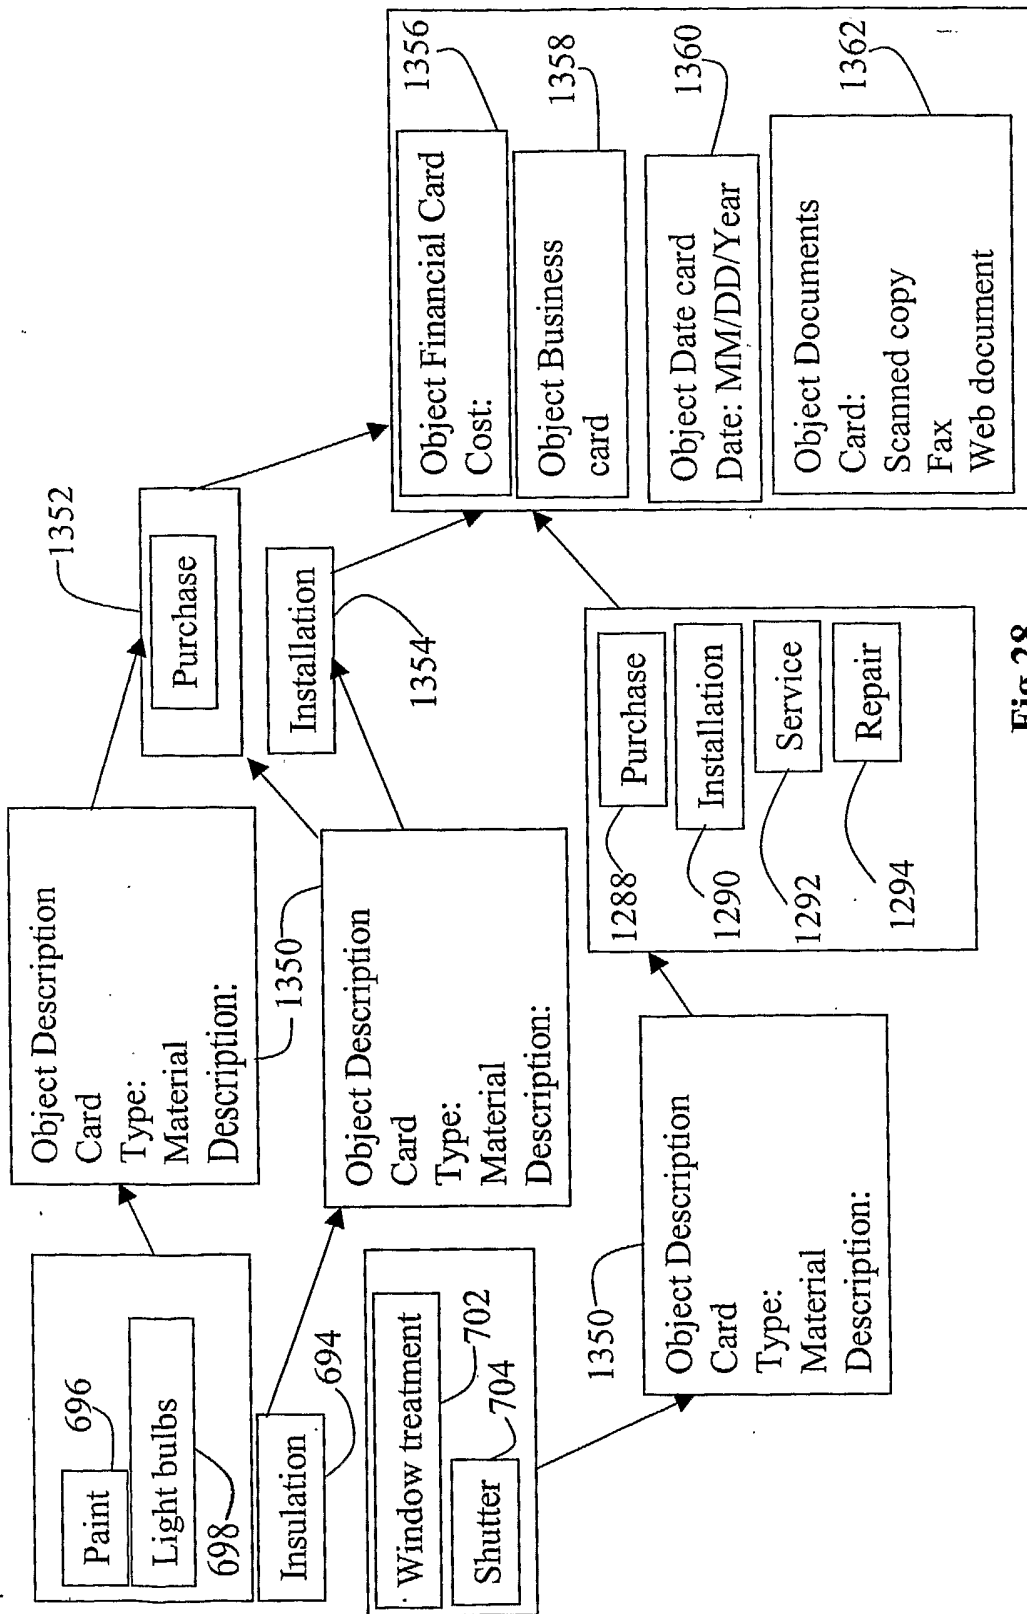 Paint
696
Light bulbs
698
Insulation
694
Window treatment
702
Shutter
704
Object Description
Card
Type:
Material
Description:
1350
Object Description
Card
Type:
Material
Description:
1350
Object Description
Card
Type:
Material
Description:
1352
Purchase
Installation
1354
1288
Purchase
1290
Installation
1292
Service
1294
Repair
1356
Object Financial Card
Cost:
1358
Object Business
card
1360
Object Date card
Date: MM/DD/Year
1362
Object Documents
Card:
Scanned copy
Fax
Web document
Fig 28